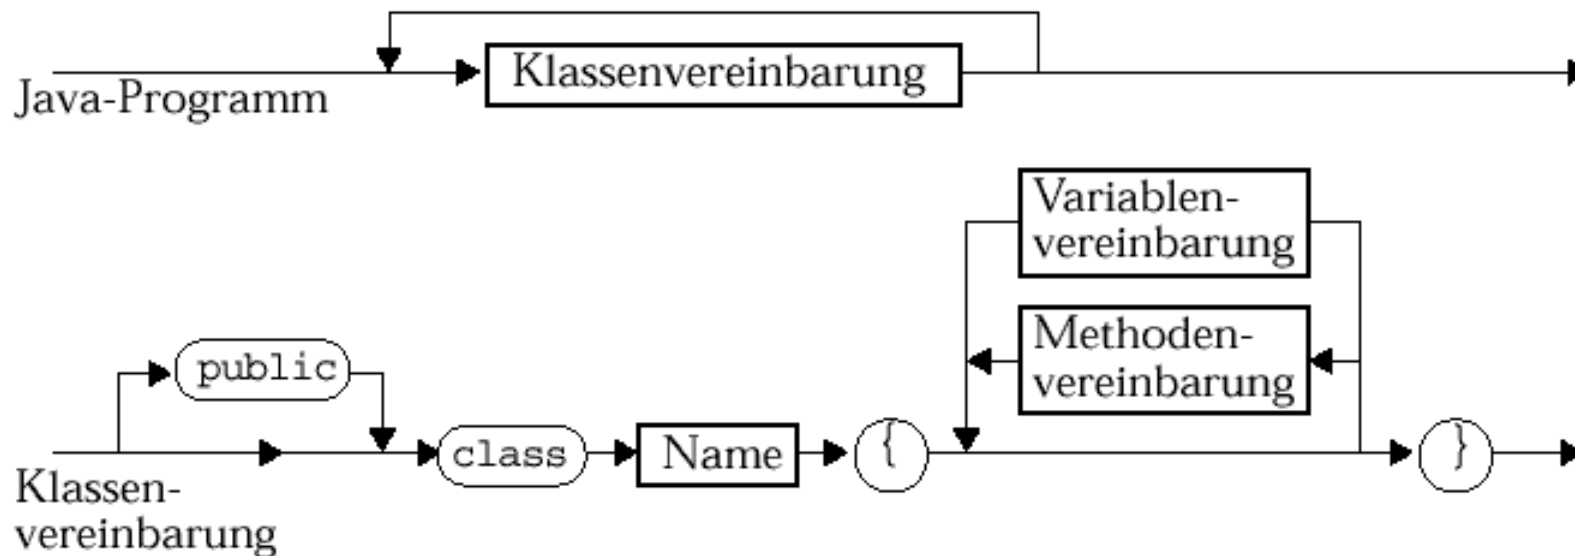 Klassenvereinbarung
Java-Programm
Variablen-
vereinbarung
Methoden-
vereinbarung
public
class Name { }
Klassen-
vereinbarung